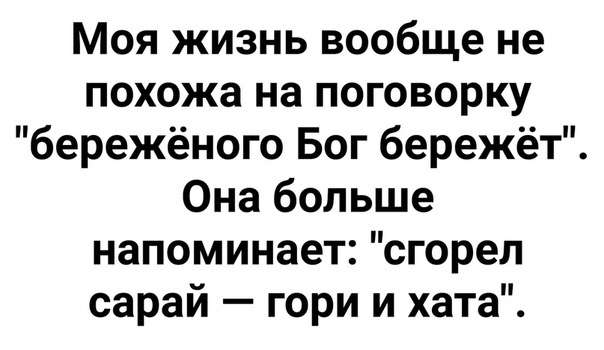 Моя жизнь вообще не
похожа на поговорку
"бережёного Бог бережёт".
Она больше
напоминает: "сгорел
сарай — гори и хата".